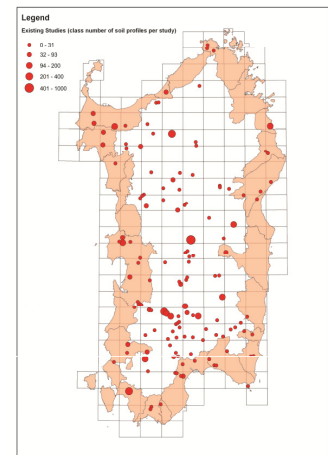 Legend
Existing Studies (class number of soil profiles per study)
0 - 31
32 - 93
94 - 200
201 - 400
401 - 1000